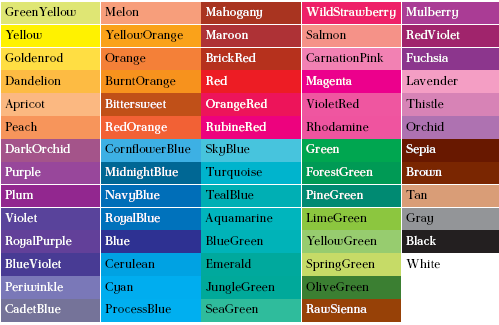 GreenYellow Melon Mahogany WildStrawberry Mulberry
Yellow YellowOrange Maroon Salmon RedViolet
Goldenrod Orange BrickRed CarnationPink Fuchsia
Dandelion BurntOrange Red Magenta Lavender
Apricot Bittersweet OrangeRed VioletRed Thistle
Peach RedOrange RubineRed Rhodamine Orchid
DarkOrchid CornflowerBlue SkyBlue Green Sepia
Purple MidnightBlue Turquoise ForestGreen Brown
Plum NavyBlue TealBlue PineGreen Tan
Violet RoyalBlue Aquamarine LimeGreen Gray
RoyalPurple Blue BlueGreen YellowGreen Black
BlueViolet Cerulean Emerald SpringGreen White
Periwinkle Cyan JungleGreen OliveGreen
CadetBlue ProcessBlue SeaGreen RawSienna